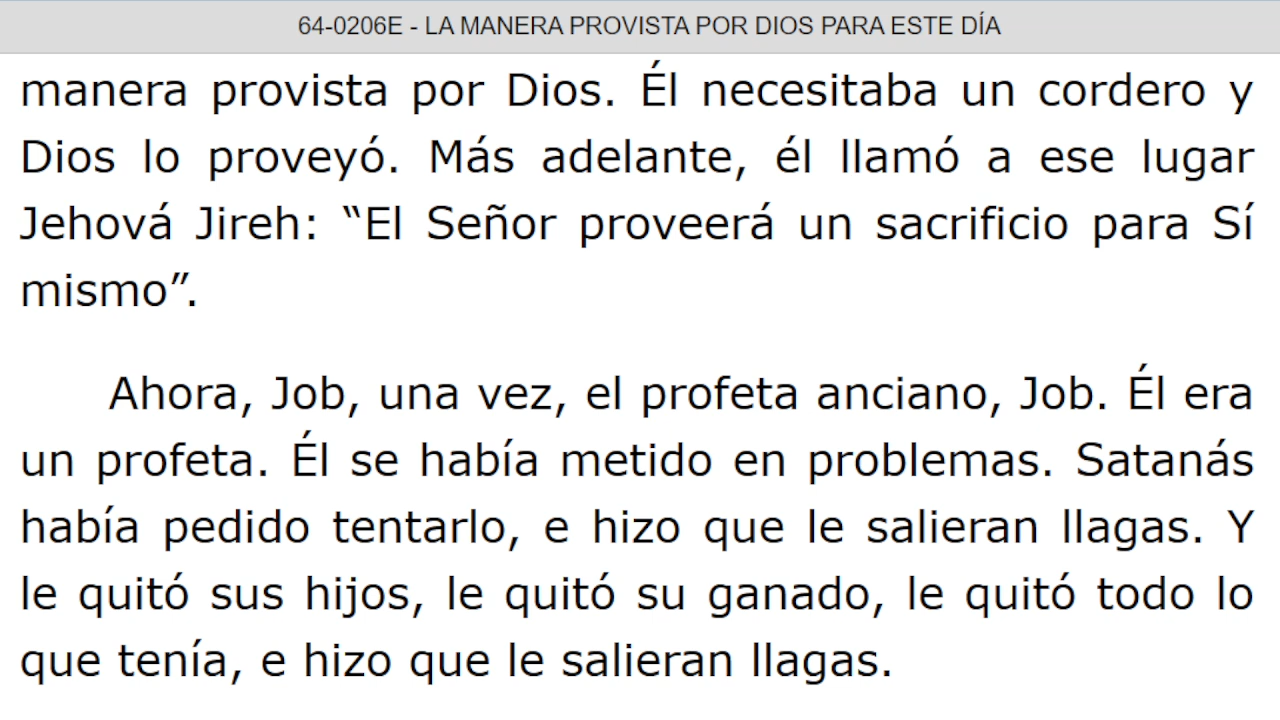 64-0206E - LA MANERA PROVISTA POR DIOS PARA ESTE DÍA
manera provista por Dios. Él necesitaba un cordero y
Dios lo proveyó. Más adelante, él llamó a ese lugar
Jehová Jireh: “El Señor proveerá un sacrificio para Sí
mismo”.
Ahora, Job, una vez, el profeta anciano, Job. Él era
un profeta. Él se había metido en problemas. Satanás
había pedido tentarlo, e hizo que le salieran llagas. Y
le quitó sus hijos, le quitó su ganado, le quitó todo lo
que tenía, e hizo que le salieran llagas.